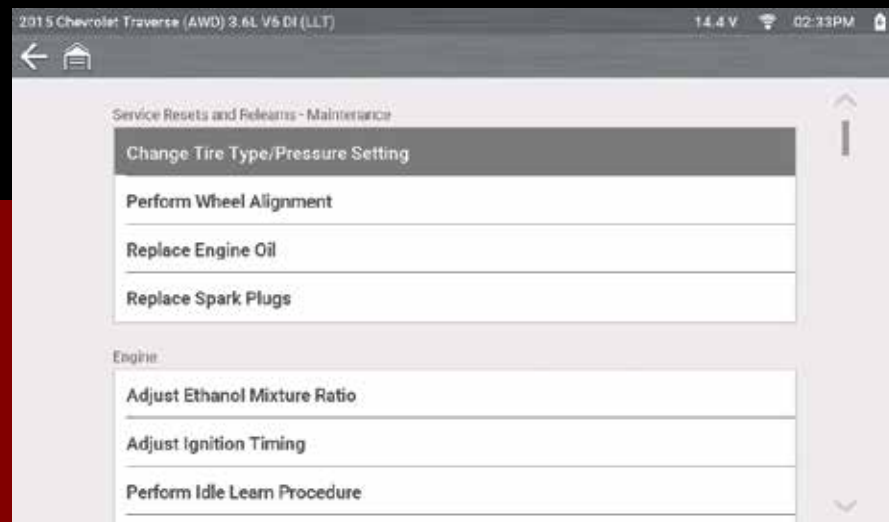 2015 Chevrolet Traverse (AWD) 3.6L V6 DI (LLT) 14.4 V 02:33PM
Service Resets and Relearns - Maintenance
Change Tire Type/Pressure Setting
Perform Wheel Alignment
Replace Engine Oil
Replace Spark Plugs
Engine
Adjust Ethanol Mixture Ratio
Adjust Ignition Timing
Perform Idle Learn Procedure